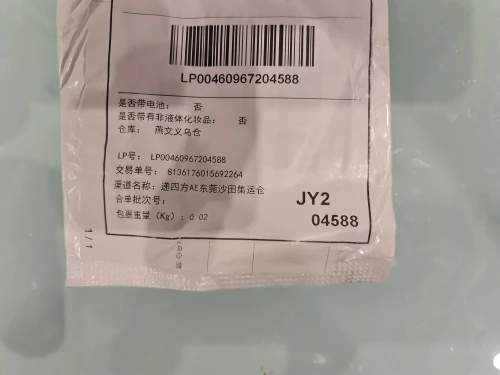 LP00460967204588
是否带电池： 否
是否带有非液体化妆品： 否
仓库： 燕文义乌仓
LP号： LP00460967204588
交易单号： 8136176015692264
渠道名称：递四方AE东莞沙田集运仓
合单批次号：
包裹重量（Kg）：0.02
JY2
04588
1/1